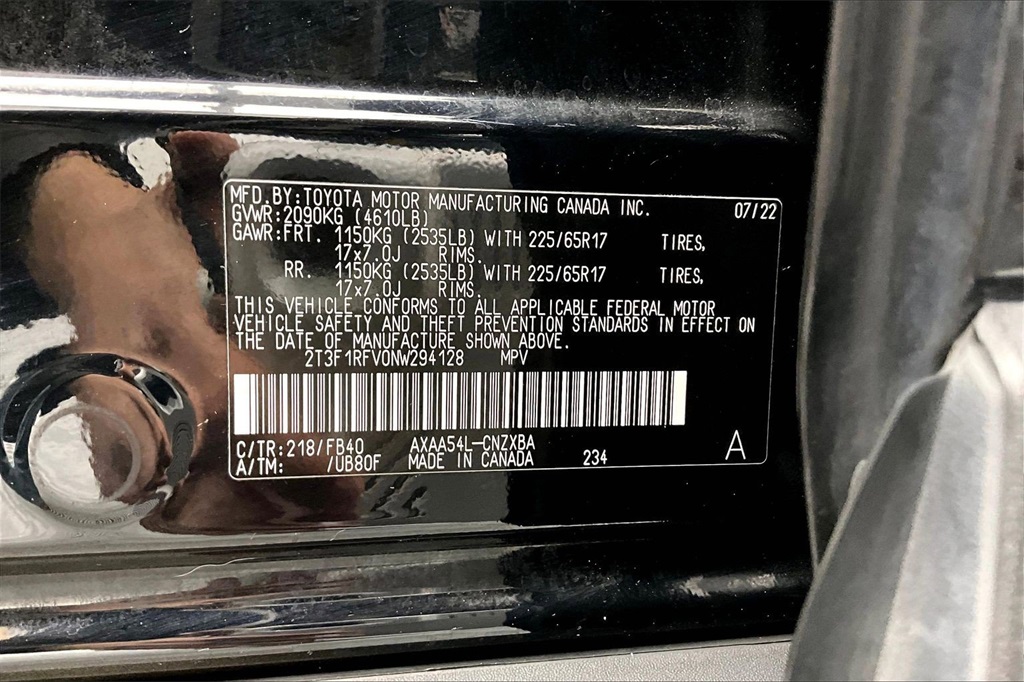 MFD.BY:TOYOTA MOTOR MANUFACTURING CANADA INC. 07/22
GVWR:2090KG (4610LB)
GAWR:FRT. 1150KG (2535LB) WITH 225/65R17 TIRES,
17x7.0J RIMS.
RR. 1150KG (2535LB) WITH 225/65R17 TIRES,
17x7.0J RIMS.
THIS VEHICLE CONFORMS TO ALL APPLICABLE FEDERAL MOTOR
VEHICLE SAFETY AND THEFT PREVENTION STANDARDS IN EFFECT ON
THE DATE OF MANUFACTURE SHOWN ABOVE.
2T3F1RFV0NW294128 MPV
C/TR:218/FB40 AXAA54L-CNZXBA
A/TM: /UB80F MADE IN CANADA 234 A